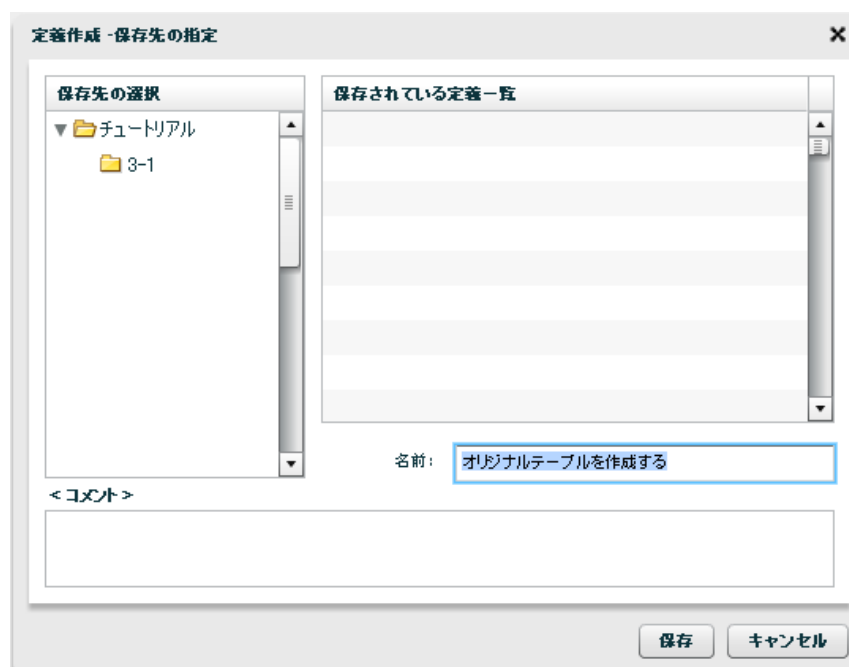 定義作成 -保存先の指定
保存先の選択
保存されている定義一覧
チュートリアル
3-1
名前:
オリジナルテーブルを作成する
<コメント>
保存
キャンセル